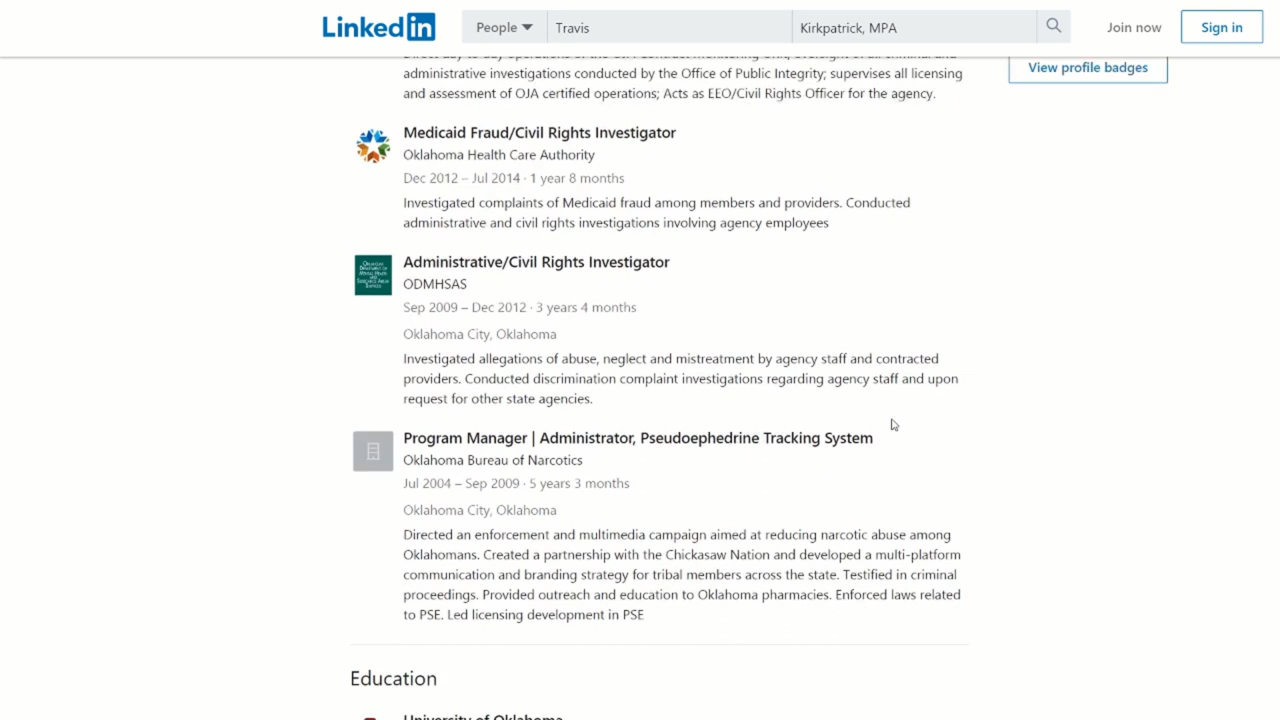 LinkedIn
People
Travis
Kirkpatrick, MPA
Join now
Sign in
View profile badges
administrative investigations conducted by the Office of Public Integrity; supervises all licensing
and assessment of OJA certified operations; Acts as EEO/Civil Rights Officer for the agency.
Medicaid Fraud/Civil Rights Investigator
Oklahoma Health Care Authority
Dec 2012 – Jul 2014 · 1 year 8 months
Investigated complaints of Medicaid fraud among members and providers. Conducted
administrative and civil rights investigations involving agency employees
Administrative/Civil Rights Investigator
ODMHSAS
Sep 2009 – Dec 2012 · 3 years 4 months
Oklahoma City, Oklahoma
Investigated allegations of abuse, neglect and mistreatment by agency staff and contracted
providers. Conducted discrimination complaint investigations regarding agency staff and upon
request for other state agencies.
Program Manager | Administrator, Pseudoephedrine Tracking System
Oklahoma Bureau of Narcotics
Jul 2004 – Sep 2009 · 5 years 3 months
Oklahoma City, Oklahoma
Directed an enforcement and multimedia campaign aimed at reducing narcotic abuse among
Oklahomans. Created a partnership with the Chickasaw Nation and developed a multi-platform
communication and branding strategy for tribal members across the state. Testified in criminal
proceedings. Provided outreach and education to Oklahoma pharmacies. Enforced laws related
to PSE. Led licensing development in PSE
Education
University of Oklahoma